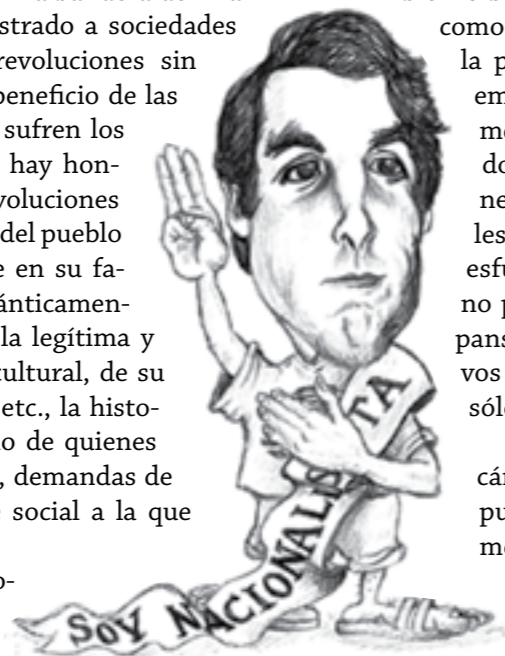 strado a sociedades
revoluciones sin
beneficio de las
sufren los
hay hon-
voluciones
del pueblo
e en su fa-
ánticamen-
la legítima y
cultural, de su
etc., la histo-
o de quienes
, demandas de
e social a la que
o-
SOY NACIONALISTA
como
la p
em
me
do
ne
les
esfu
no p
pans
vos
sólo
cán
pu
me